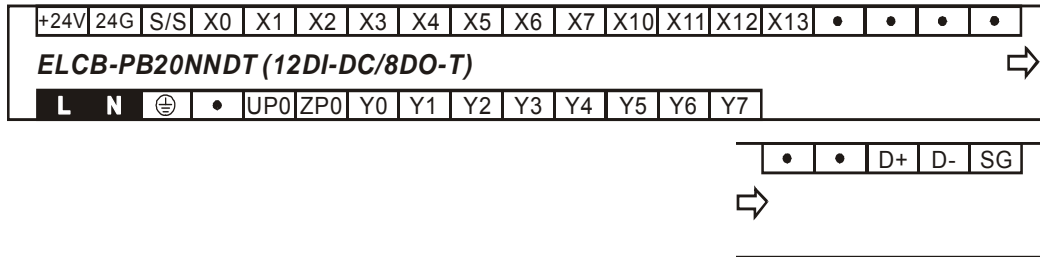 +24V 24G S/S X0 X1 X2 X3 X4 X5 X6 X7 X10 X11 X12 X13 • • • •
ELCB-PB20NNDT (12DI-DC/8DO-T)
L N ⏚ • UP0 ZP0 Y0 Y1 Y2 Y3 Y4 Y5 Y6 Y7
• • D+ D- SG